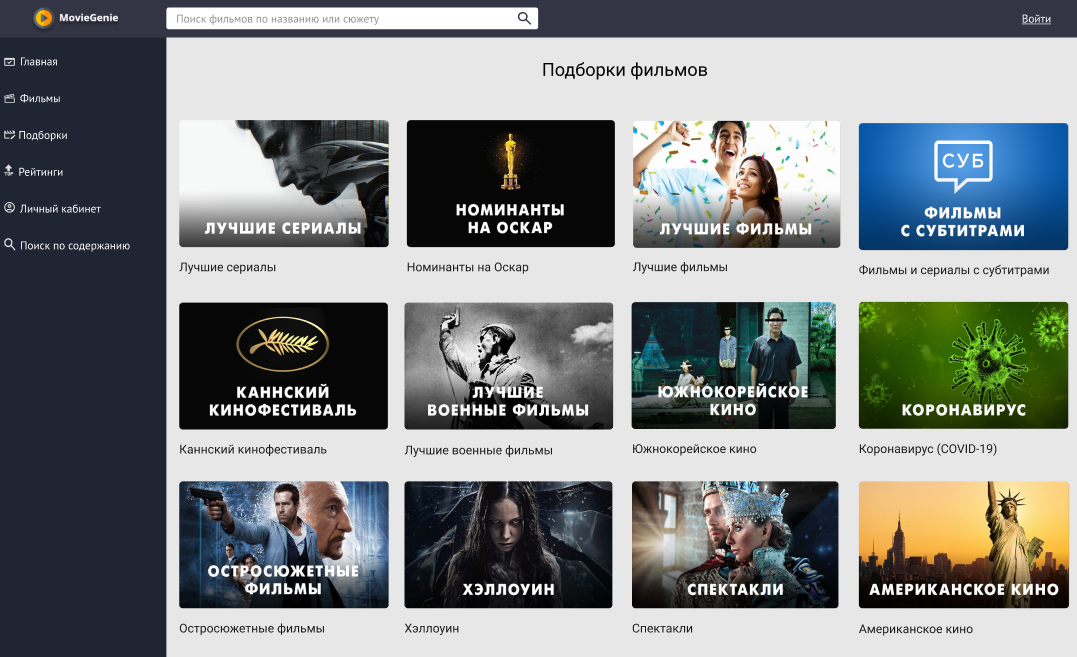 MovieGenie
Поиск фильмов по названию или сюжету
Войти
Главная
Фильмы
Подборки
Рейтинги
Личный кабинет
Поиск по содержанию
Подборки фильмов
ЛУЧШИЕ СЕРИАЛЫ
Лучшие сериалы
НОМИНАНТЫ
НА ОСКАР
Номинанты на Оскар
ЛУЧШИЕ ФИЛЬМЫ
Лучшие фильмы
СУБ
ФИЛЬМЫ
С СУБТИТРАМИ
Фильмы и сериалы с субтитрами
Лучшие
КАННСКИЙ
КИНОФЕСТИВАЛЬ
Каннский кинофестиваль
ЛУЧШИЕ
ВОЕННЫЕ ФИЛЬМЫ
Лучшие военные фильмы
ЮЖНОКОРЕЙСКОЕ
КИНО
Южнокорейское кино
КОРОНАВИРУС
Коронавирус (COVID-19)
ОСТРОСЮЖЕТНЫЕ
ФИЛЬМЫ
Остросюжетные фильмы
ХЭЛЛОУИН
Хэллоуин
СПЕКТАКЛИ
Спектакли
АМЕРИКАНСКОЕ КИНО
Американское кино